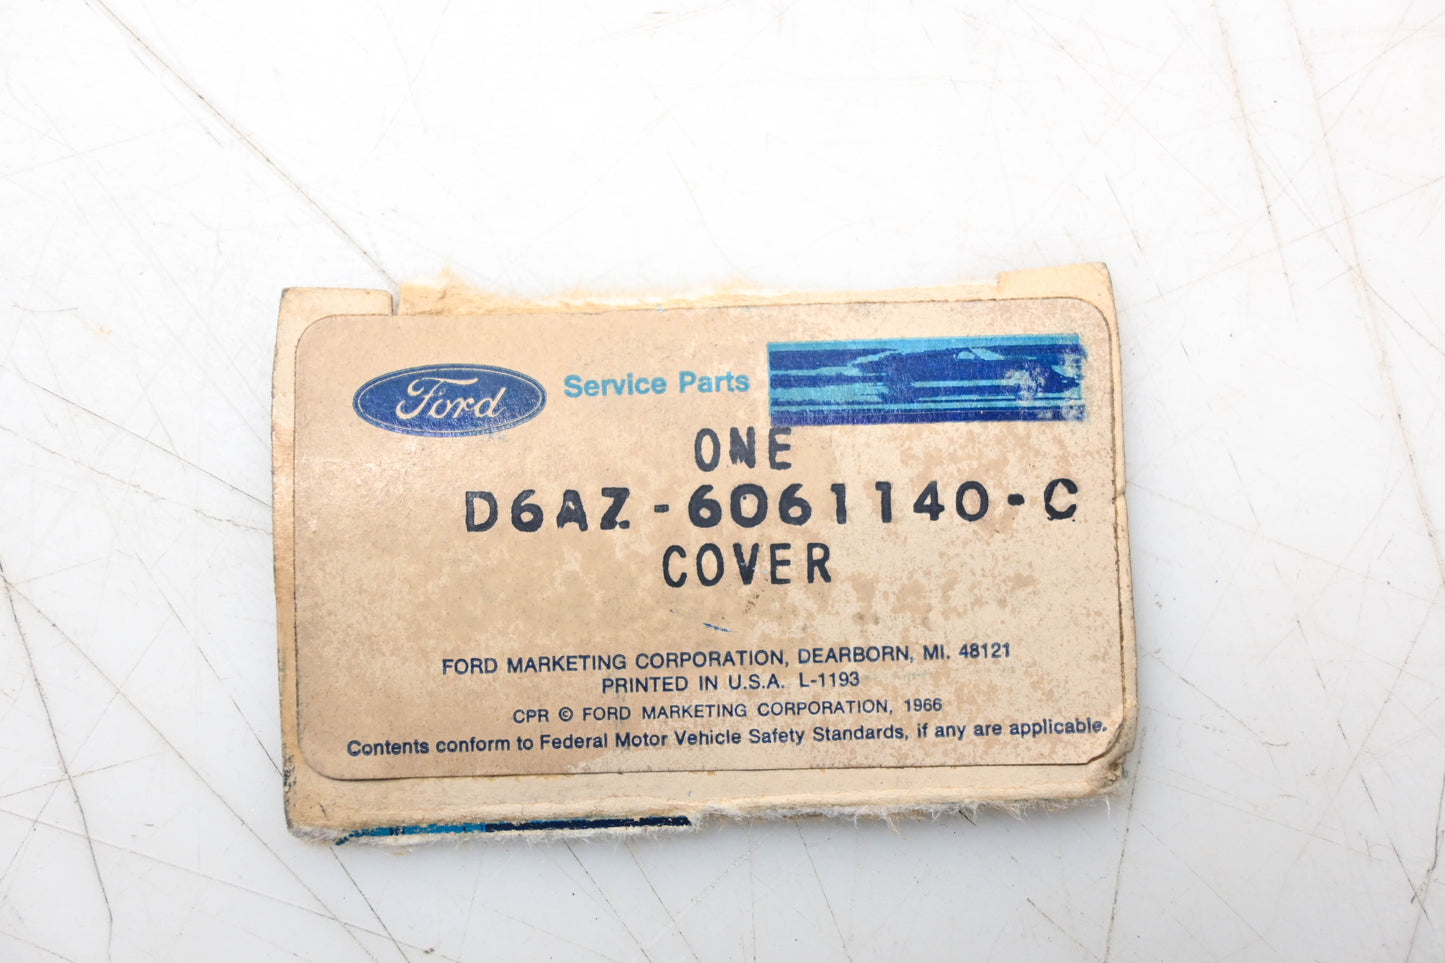 Ford Service Parts
ONE
D6AZ-6061140-C
COVER
FORD MARKETING CORPORATION, DEARBORN, MI. 48121
PRINTED IN U.S.A. L-1193
CPR © FORD MARKETING CORPORATION, 1966
Contents conform to Federal Motor Vehicle Safety Standards, if any are applicable.